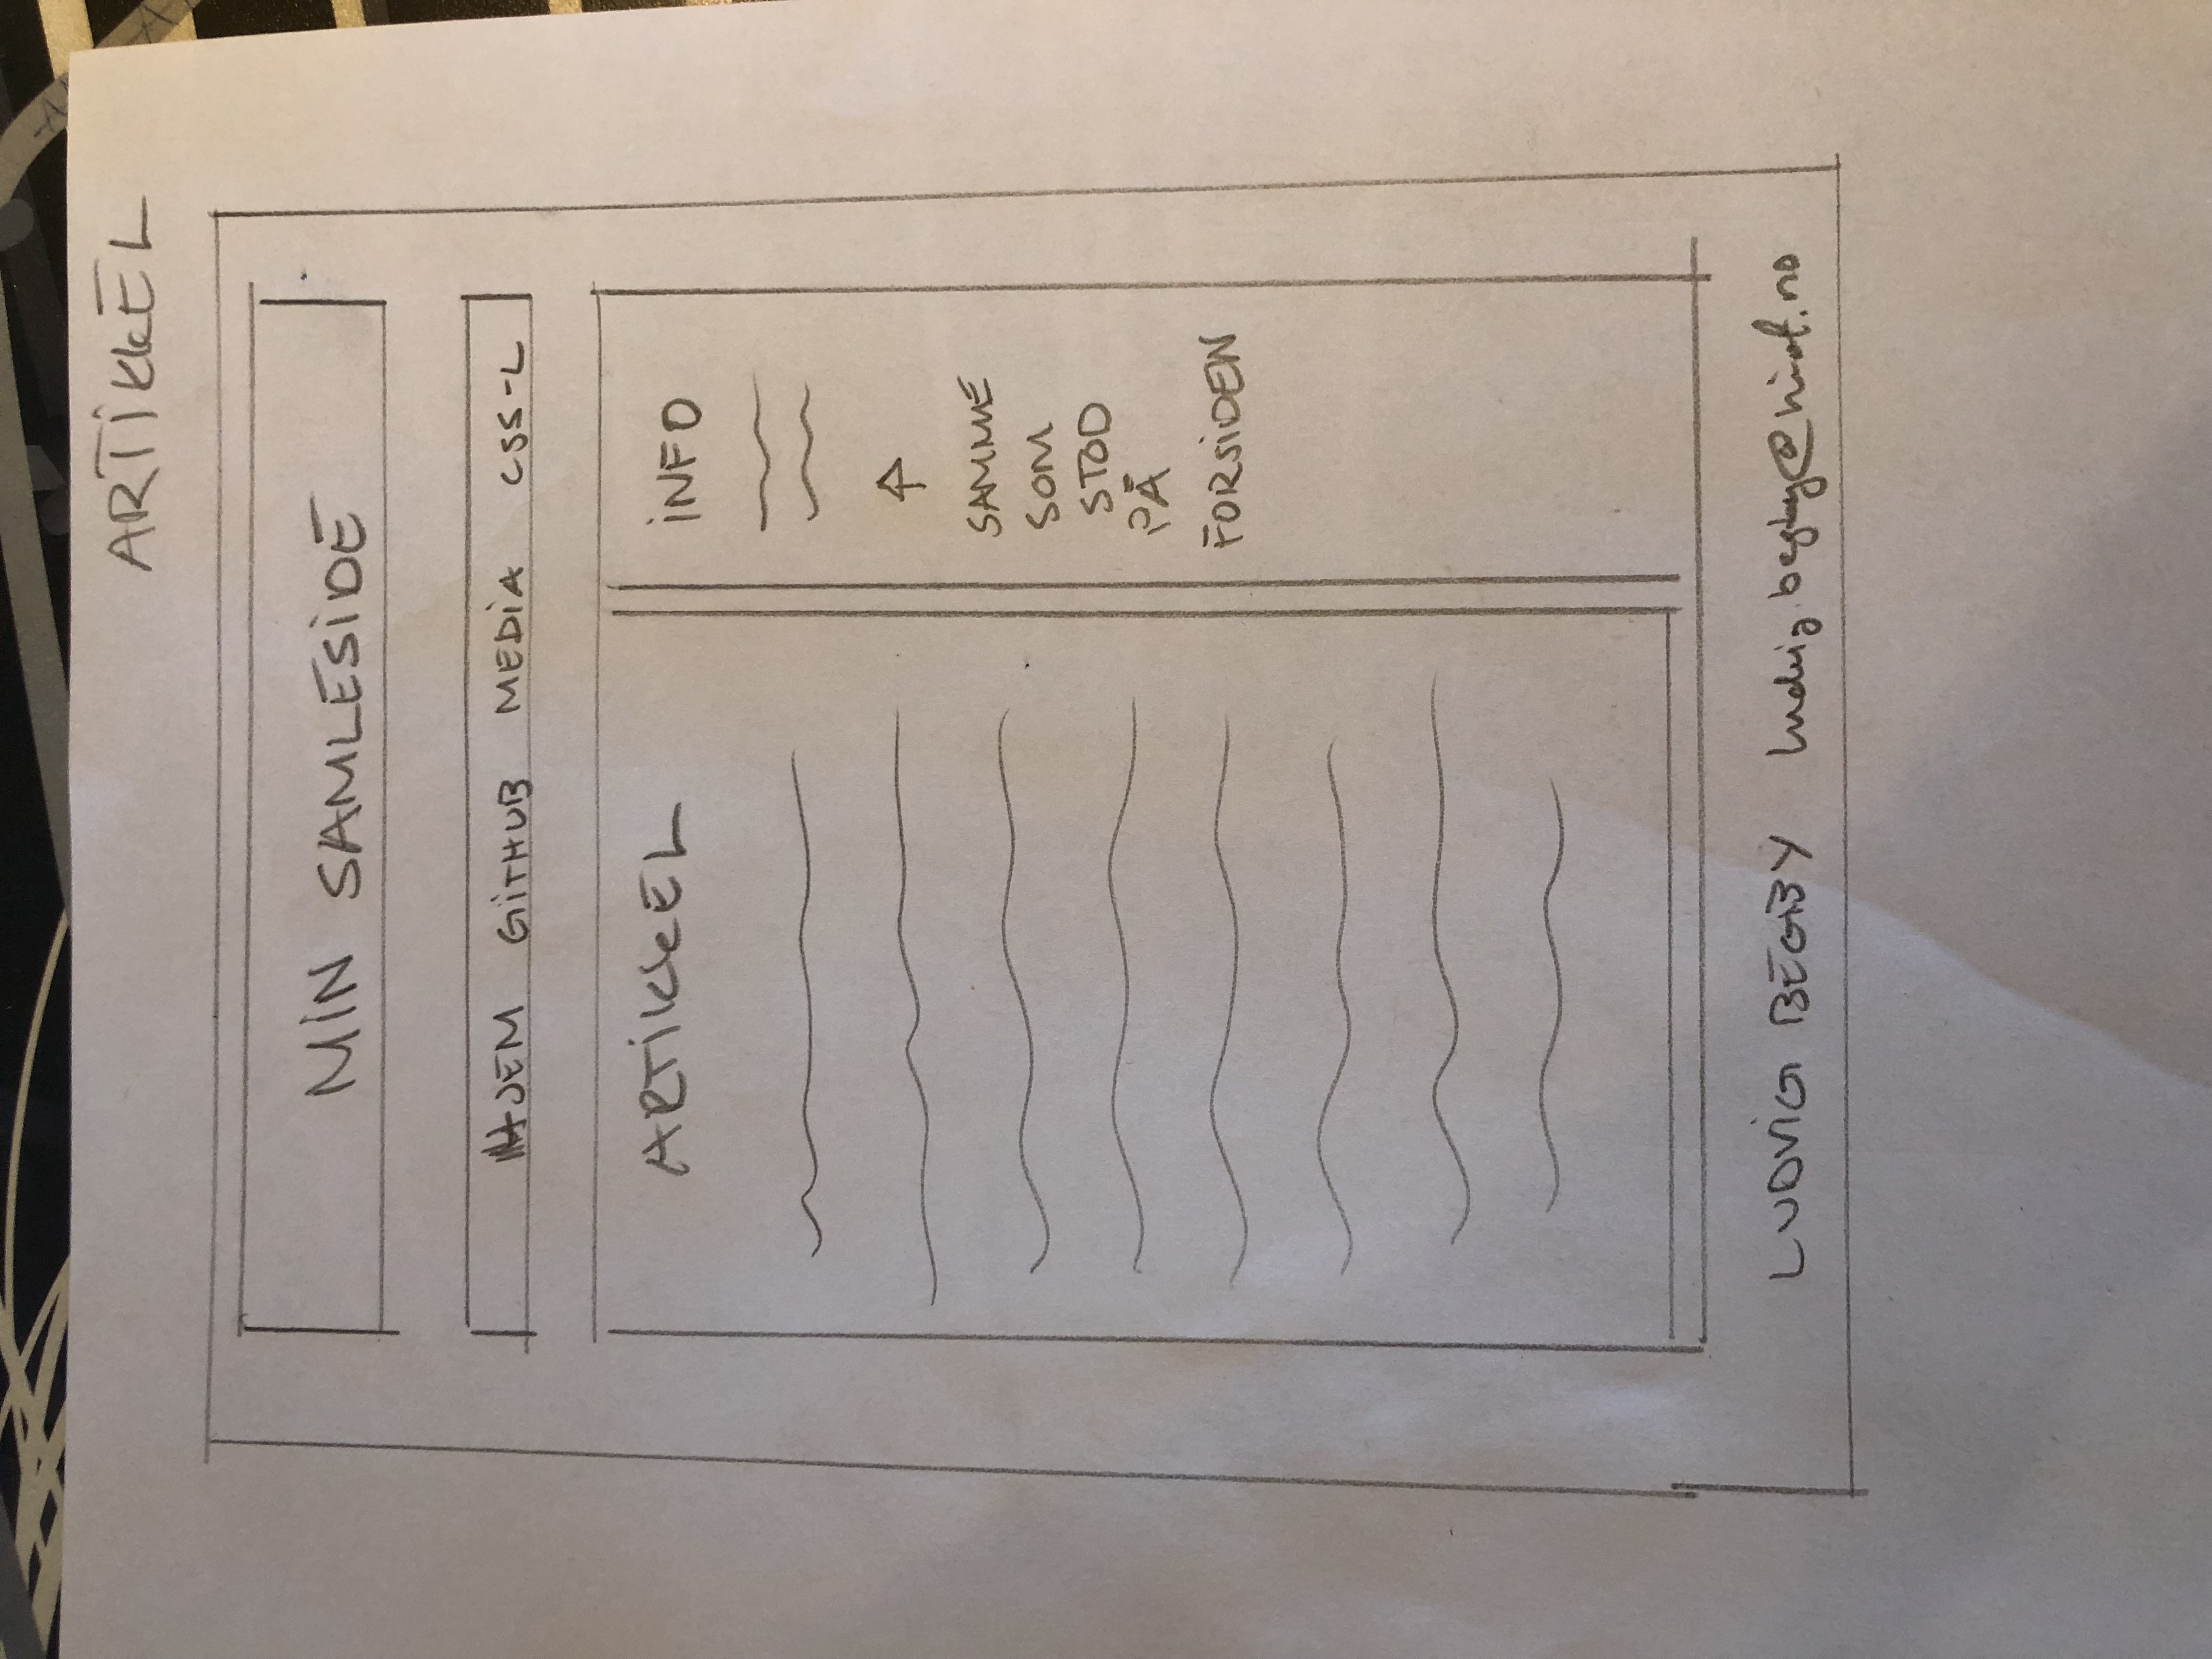 ARTIKKEL
MIN SAMLESIDE
HJEM GITHUB MEDIA CSS-L
ARTIKKEL
INFO
SAMME
SOM
STOD
PÅ
FORSIDEN
LUDVIG BEGBY ludvig.begby@hiof.no